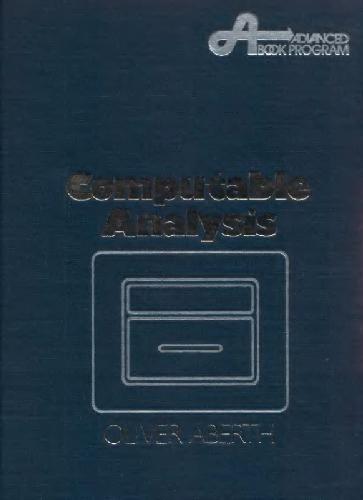 ADVANCED
BOOK PROGRAM
Computable
Analysis
OLIVER ABERTH